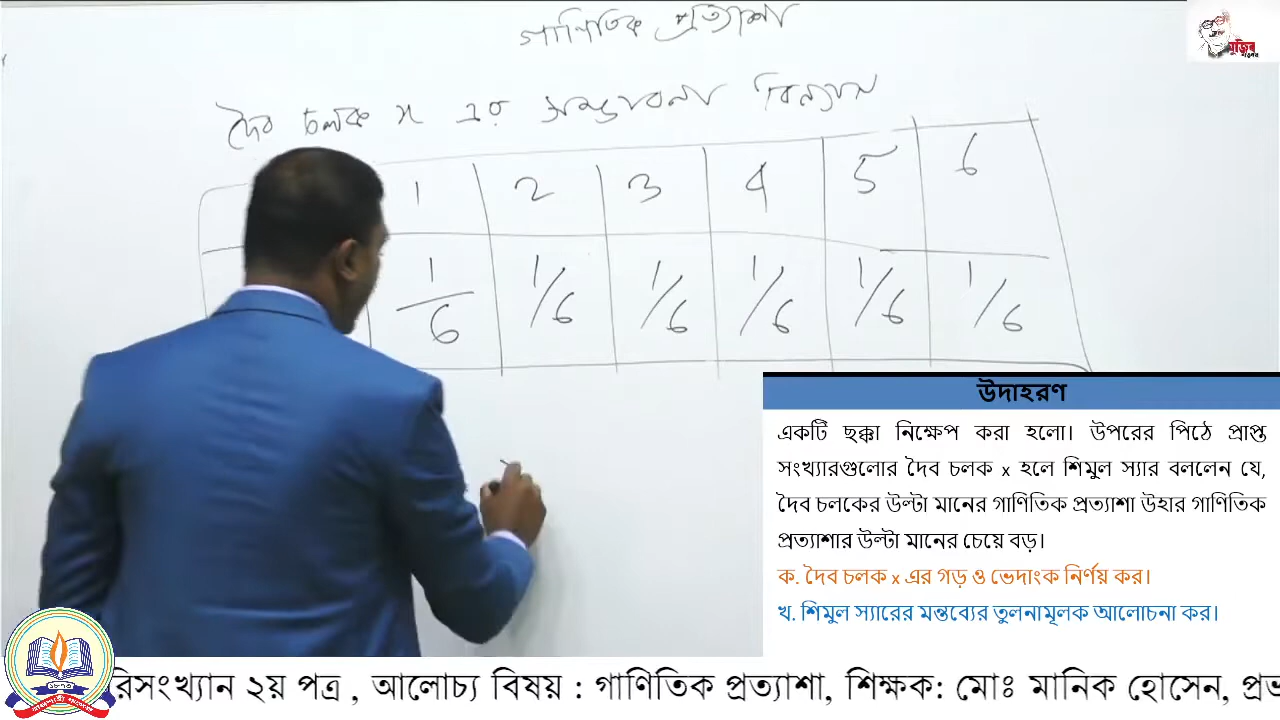 গাণিতিক প্রত্যাশা
দৈব চলক x এর সম্ভাবনা বিন্যাস
1 2 3 4 5 6
1/6 1/6 1/6 1/6 1/6 1/6
মুজিব
উদাহরণ
একটি ছক্কা নিক্ষেপ করা হলো। উপরের পিঠে প্রাপ্ত
সংখ্যারগুলোর দৈব চলক x হলে শিমুল স্যার বললেন যে,
দৈব চলকের উল্টা মানের গাণিতিক প্রত্যাশা উহার গাণিতিক
প্রত্যাশার উল্টা মানের চেয়ে বড়।
ক. দৈব চলক x এর গড় ও ভেদাংক নির্ণয় কর।
খ. শিমুল স্যারের মন্তব্যের তুলনামূলক আলোচনা কর।
রিসংখ্যান ২য় পত্র , আলোচ্য বিষয় : গাণিতিক প্রত্যাশা, শিক্ষক: মোঃ মানিক হোসেন, প্রভ